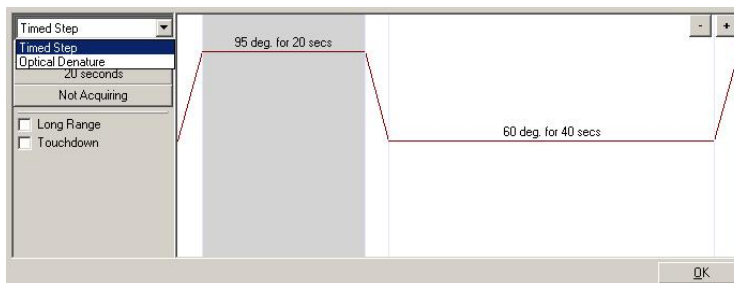 Timed Step
Timed Step
Optical Denature
20 seconds
Not Acquiring
Long Range
Touchdown
95 deg. for 20 secs
60 deg. for 40 secs
- +
OK